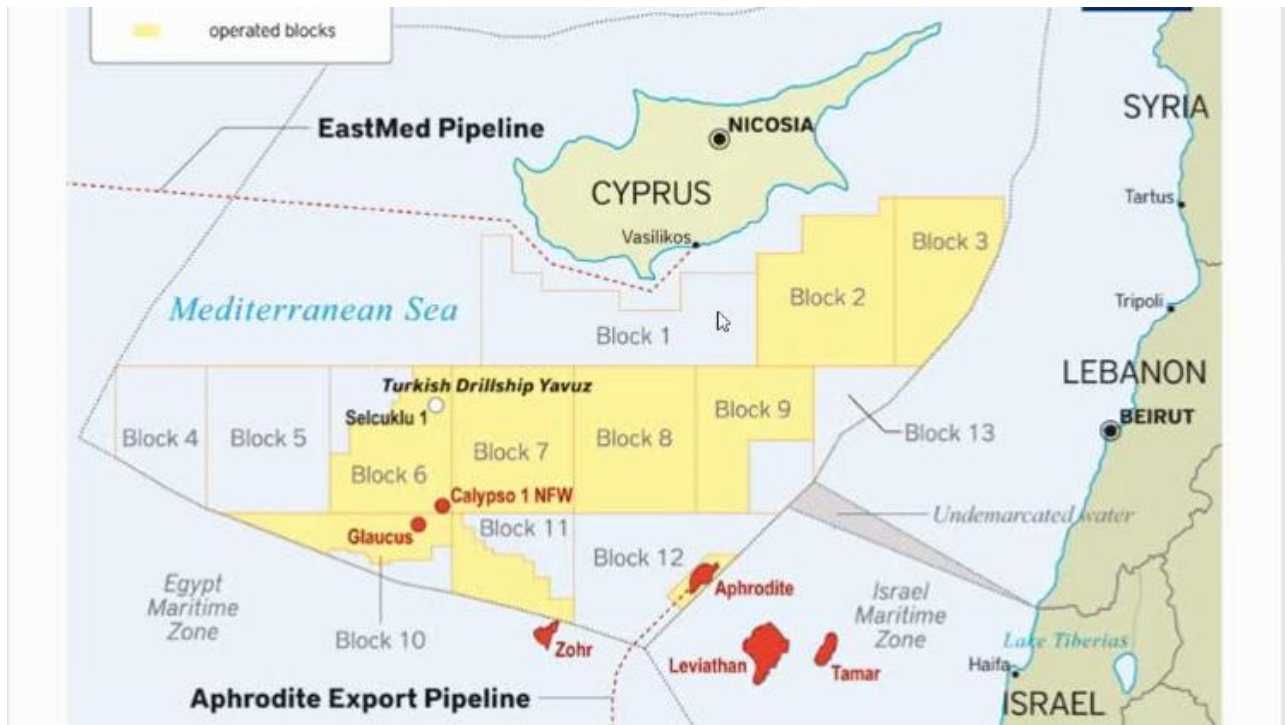 operated blocks
EastMed Pipeline
NICOSIA
SYRIA
CYPRUS
Tartus
Vasilikos
Block 3
Block 2
Mediterranean Sea
Tripoli
Block 1
LEBANON
Turkish Drillship Yavuz
Selcuklu 1
Block 9
BEIRUT
Block 4
Block 5
Block 8
Block 13
Block 7
Block 6
Calypso 1 NFW
Undemarcated water
Block 11
Glaucus
Block 12
Egypt
Maritime
Zone
Aphrodite
Israel
Maritime
Zone
Block 10
Zohr
Lake Tiberias
Leviathan
Tamar
Haifa
Aphrodite Export Pipeline
ISRAEL